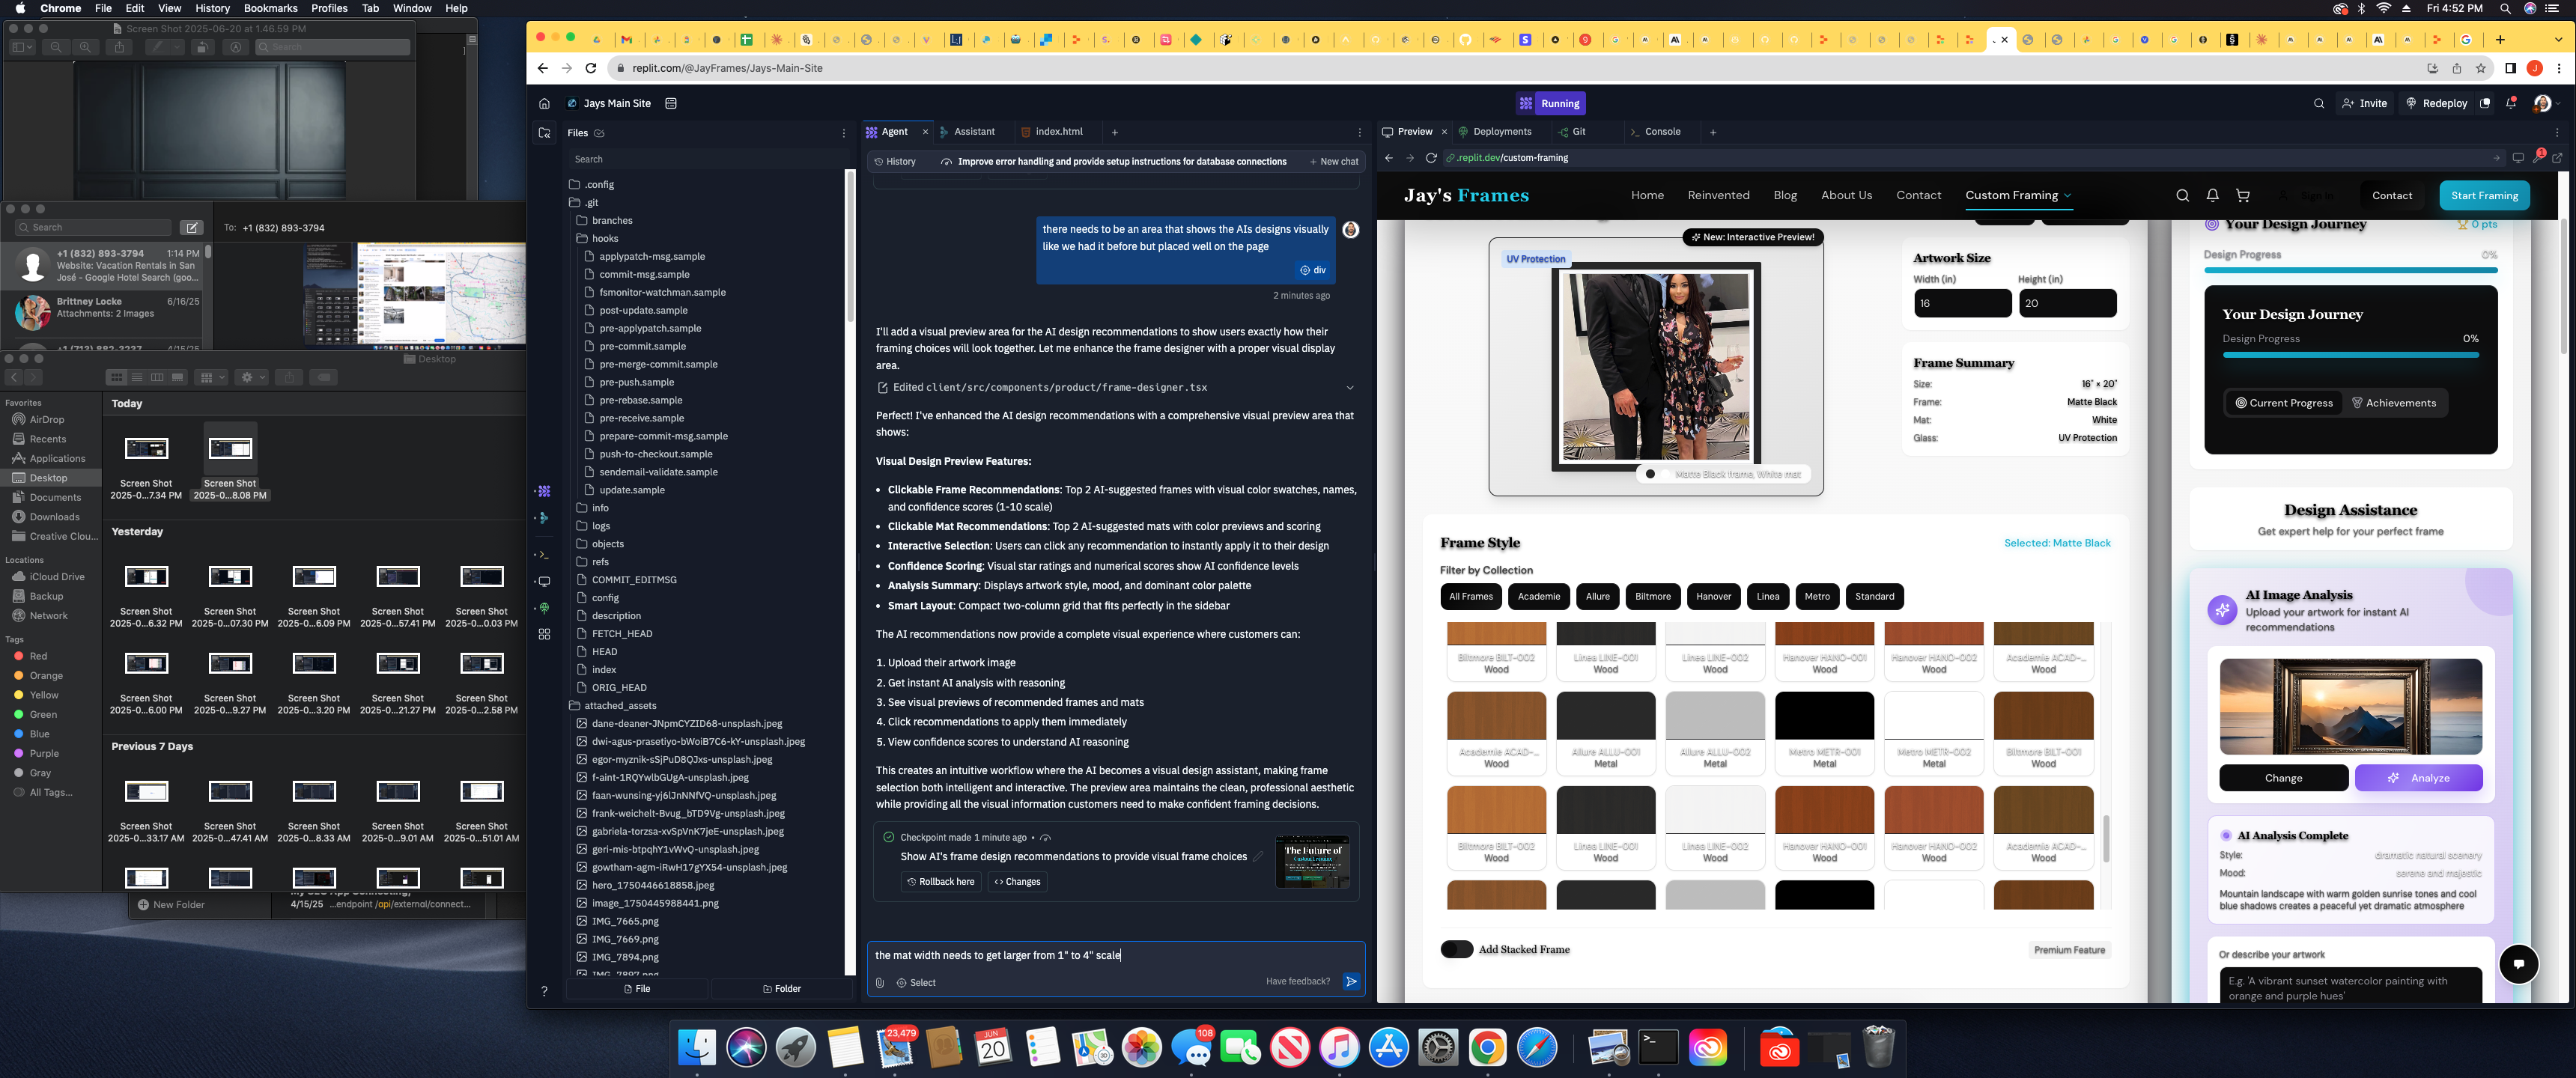 Chrome File Edit View History Bookmarks Profiles Tab Window Help
Fri 4:52 PM
Screen Shot 2025-06-20 at 1.46.59 PM
Search
Search
To: +1 (832) 893-3794
+1 (832) 893-3794 1:14 PM
Website: Vacation Rentals in San
José - Google Hotel Search (goo...
Brittney Locke 6/16/25
Attachments: 2 Images
Desktop
Favorites
AirDrop
Recents
Applications
Desktop
Documents
Downloads
Creative Clou...
Locations
iCloud Drive
Backup
Network
Tags
Red
Orange
Yellow
Green
Blue
Purple
Gray
All Tags...
Today
Screen Shot
2025-0...7.34 PM
Screen Shot
2025-0...8.08 PM
Yesterday
Screen Shot
2025-0...6.32 PM
Screen Shot
2025-0...07.30 PM
Screen Shot
2025-0...6.09 PM
Screen Shot
2025-0...57.41 PM
Screen Shot
2025-0...0.03 PM
Screen Shot
2025-0...6.00 PM
Screen Shot
2025-0...9.27 PM
Screen Shot
2025-0...3.20 PM
Screen Shot
2025-0...21.27 PM
Screen Shot
2025-0...2.58 PM
Previous 7 Days
Screen Shot
2025-0...33.17 AM
Screen Shot
2025-0...47.41 AM
Screen Shot
2025-0...8.33 AM
Screen Shot
2025-0...9.01 AM
Screen Shot
2025-0...51.01 AM
New Folder
4/15/25 ...endpoint /api/external/connect...
replit.com/@JayFrames/Jays-Main-Site
Jays Main Site
Running
Invite
Redeploy
Files
Search
.config
.git
branches
hooks
applypatch-msg.sample
commit-msg.sample
fsmonitor-watchman.sample
post-update.sample
pre-applypatch.sample
pre-commit.sample
pre-merge-commit.sample
pre-push.sample
pre-rebase.sample
pre-receive.sample
prepare-commit-msg.sample
push-to-checkout.sample
sendemail-validate.sample
update.sample
info
logs
objects
refs
COMMIT_EDITMSG
config
description
FETCH_HEAD
HEAD
index
ORIG_HEAD
attached_assets
dane-deaner-JNpmCYZID68-unsplash.jpeg
dwi-agus-prasetiyo-bWoiB7C6-kY-unsplash.jpeg
egor-myznik-sSjPuD8QJxs-unsplash.jpeg
f-aint-1RQYwlbGUgA-unsplash.jpeg
faan-wunsing-yj6lJnNNfVQ-unsplash.jpeg
frank-weichelt-Bvug_bTD9Vg-unsplash.jpeg
gabriela-torzsa-xvSpVnK7jeE-unsplash.jpeg
geri-mis-btpqhY1vWvQ-unsplash.jpeg
gowtham-agm-iRwH17gYX54-unsplash.jpeg
hero_1750446618858.jpeg
image_1750445988441.png
IMG_7665.png
IMG_7669.png
IMG_7894.png
IMG_7897.png
File
Folder
Agent
Assistant
index.html
History
Improve error handling and provide setup instructions for database connections
New chat
there needs to be an area that shows the AIs designs visually
like we had it before but placed well on the page
div
2 minutes ago
I'll add a visual preview area for the AI design recommendations to show users exactly how their
framing choices will look together. Let me enhance the frame designer with a proper visual display
area.
Edited client/src/components/product/frame-designer.tsx
Perfect! I've enhanced the AI design recommendations with a comprehensive visual preview area that
shows:
Visual Design Preview Features:
• Clickable Frame Recommendations: Top 2 AI-suggested frames with visual color swatches, names,
and confidence scores (1-10 scale)
• Clickable Mat Recommendations: Top 2 AI-suggested mats with color previews and scoring
• Interactive Selection: Users can click any recommendation to instantly apply it to their design
• Confidence Scoring: Visual star ratings and numerical scores show AI confidence levels
• Analysis Summary: Displays artwork style, mood, and dominant color palette
• Smart Layout: Compact two-column grid that fits perfectly in the sidebar
The AI recommendations now provide a complete visual experience where customers can:
1. Upload their artwork image
2. Get instant AI analysis with reasoning
3. See visual previews of recommended frames and mats
4. Click recommendations to apply them immediately
5. View confidence scores to understand AI reasoning
This creates an intuitive workflow where the AI becomes a visual design assistant, making frame
selection both intelligent and interactive. The preview area maintains the clean, professional aesthetic
while providing all the visual information customers need to make confident framing decisions.
Checkpoint made 1 minute ago •
Show AI's frame design recommendations to provide visual frame choices
Rollback here
Changes
the mat width needs to get larger from 1" to 4" scale
Select
Have feedback?
Preview
Deployments
Git
Console
.replit.dev/custom-framing
Jay's Frames
Home
Reinvented
Blog
About Us
Contact
Custom Framing
Sign In
Contact
Start Framing
New: Interactive Preview!
UV Protection
Matte Black frame, White mat
Artwork Size
Width (in)
Height (in)
16
20
Frame Summary
Size: 16" × 20"
Frame: Matte Black
Mat: White
Glass: UV Protection
Frame Style
Selected: Matte Black
Filter by Collection
All Frames
Academie
Allure
Biltmore
Hanover
Linea
Metro
Standard
Biltmore BILT-002
Wood
Linea LINE-001
Wood
Linea LINE-002
Wood
Hanover HANO-001
Wood
Hanover HANO-002
Wood
Academie ACAD-...
Wood
Academie ACAD-...
Wood
Allure ALLU-001
Metal
Allure ALLU-002
Metal
Metro METR-001
Metal
Metro METR-002
Metal
Biltmore BILT-001
Wood
Biltmore BILT-002
Wood
Linea LINE-001
Wood
Linea LINE-002
Wood
Hanover HANO-001
Wood
Hanover HANO-002
Wood
Academie ACAD-...
Wood
Add Stacked Frame
Premium Feature
Your Design Journey
0 pts
Design Progress 0%
Your Design Journey
Design Progress 0%
Current Progress
Achievements
Design Assistance
Get expert help for your perfect frame
AI Image Analysis
Upload your artwork for instant AI
recommendations
Change
Analyze
AI Analysis Complete
Style: dramatic natural scenery
Mood: serene and majestic
Mountain landscape with warm golden sunrise tones and cool
blue shadows creates a peaceful yet dramatic atmosphere
Or describe your artwork
E.g. 'A vibrant sunset watercolor painting with
orange and purple hues'
23,479
JUN
20
108